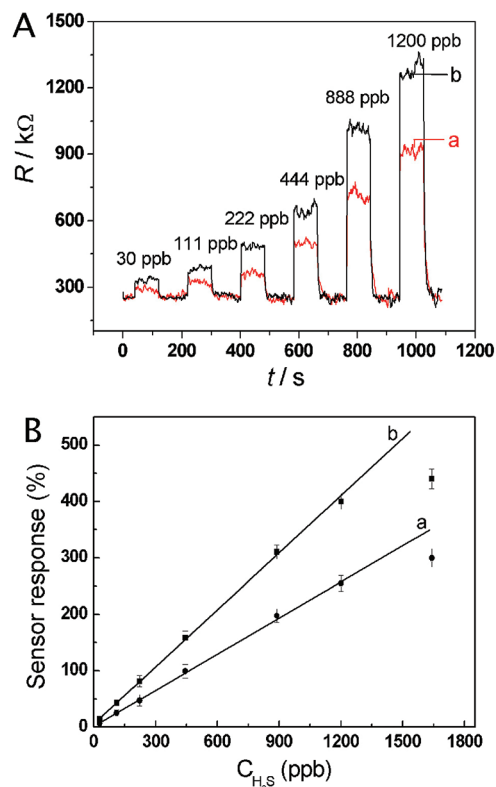 A
R / kΩ
1500
1200
900
600
300
30 ppb
111 ppb
222 ppb
444 ppb
888 ppb
1200 ppb
b
a
0 200 400 600 800 1000 1200
t / s
B
Sensor response (%)
500
400
300
200
100
0
b
a
0 300 600 900 1200 1500 1800
C_H₂S (ppb)